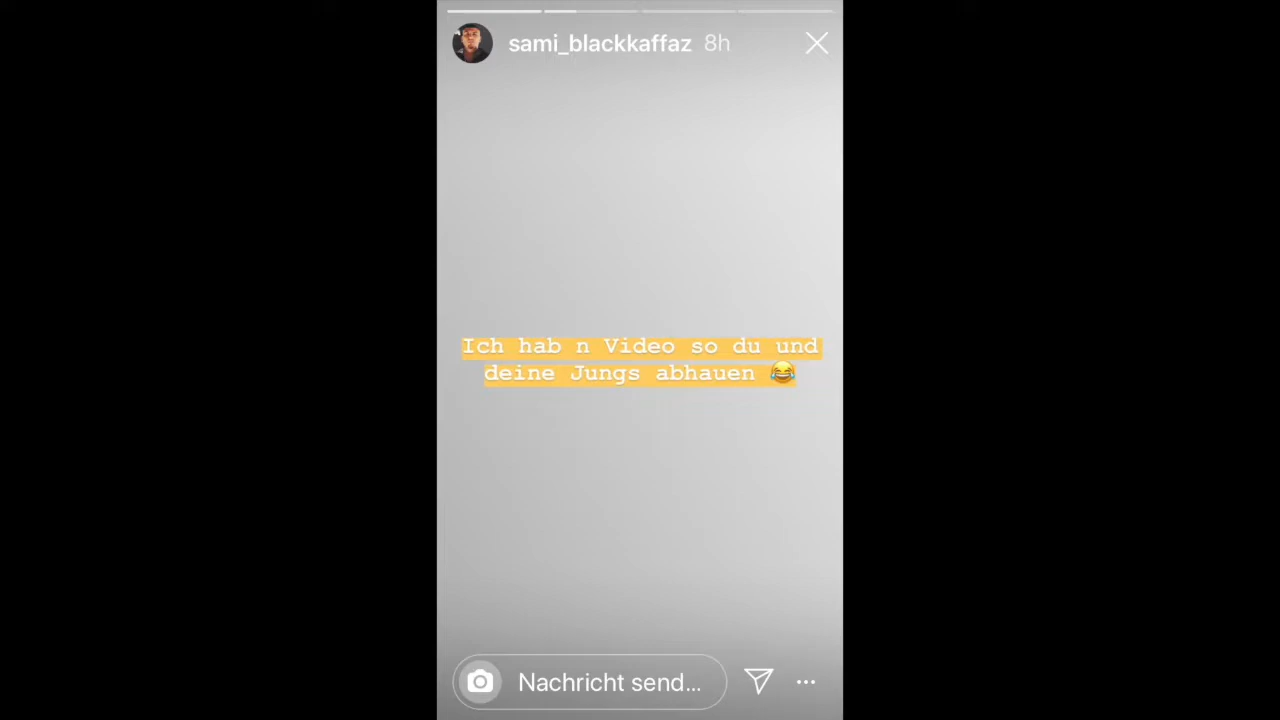 sami_blackkaffaz 8h
Ich hab n Video so du und
deine Jungs abhauen 😂
Nachricht send...